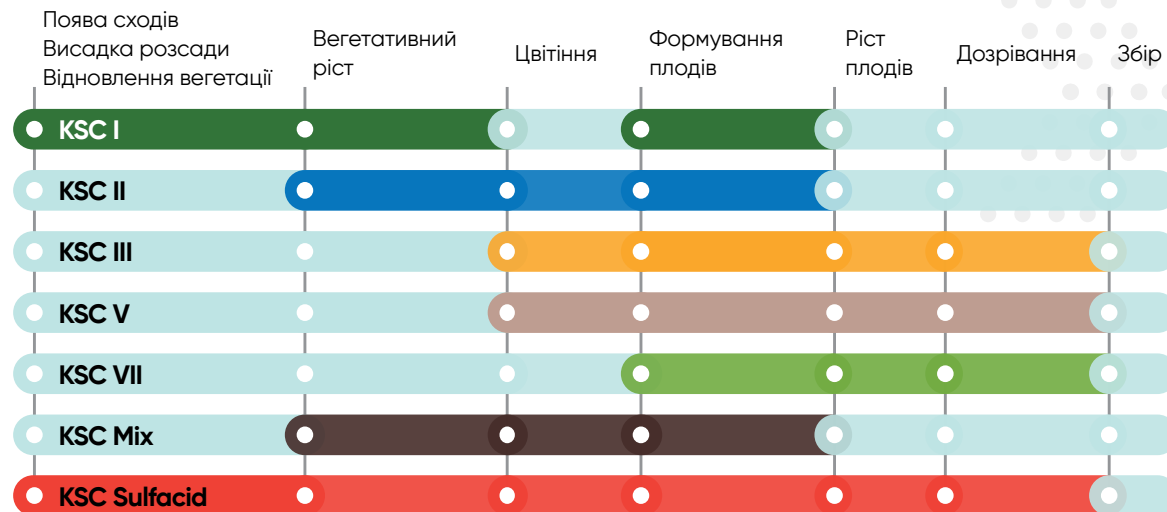 Поява сходів
Висадка розсади
Відновлення вегетації
Вегетативний
ріст
Цвітіння
Формування
плодів
Ріст
плодів
Дозрівання
Збір
KSC I
KSC II
KSC III
KSC V
KSC VII
KSC Mix
KSC Sulfacid